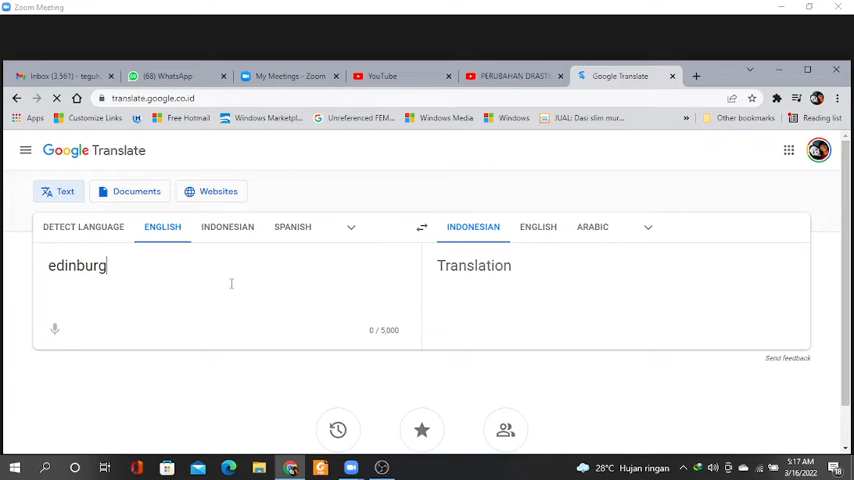 Zoom Meeting
Inbox (3,561) - teguh.
(68) WhatsApp
My Meetings - Zoom
YouTube
PERUBAHAN DRASTI
Google Translate
translate.google.co.id
Apps
Customize Links
Free Hotmail
Windows Marketpl...
Unreferenced FEM...
Windows Media
Windows
JUAL: Dasi slim mur...
»
Other bookmarks
Reading list
Google Translate
Text
Documents
Websites
DETECT LANGUAGE
ENGLISH
INDONESIAN
SPANISH
INDONESIAN
ENGLISH
ARABIC
edinburg
Translation
0 / 5,000
Send feedback
28°C Hujan ringan
5:17 AM
3/16/2022
18